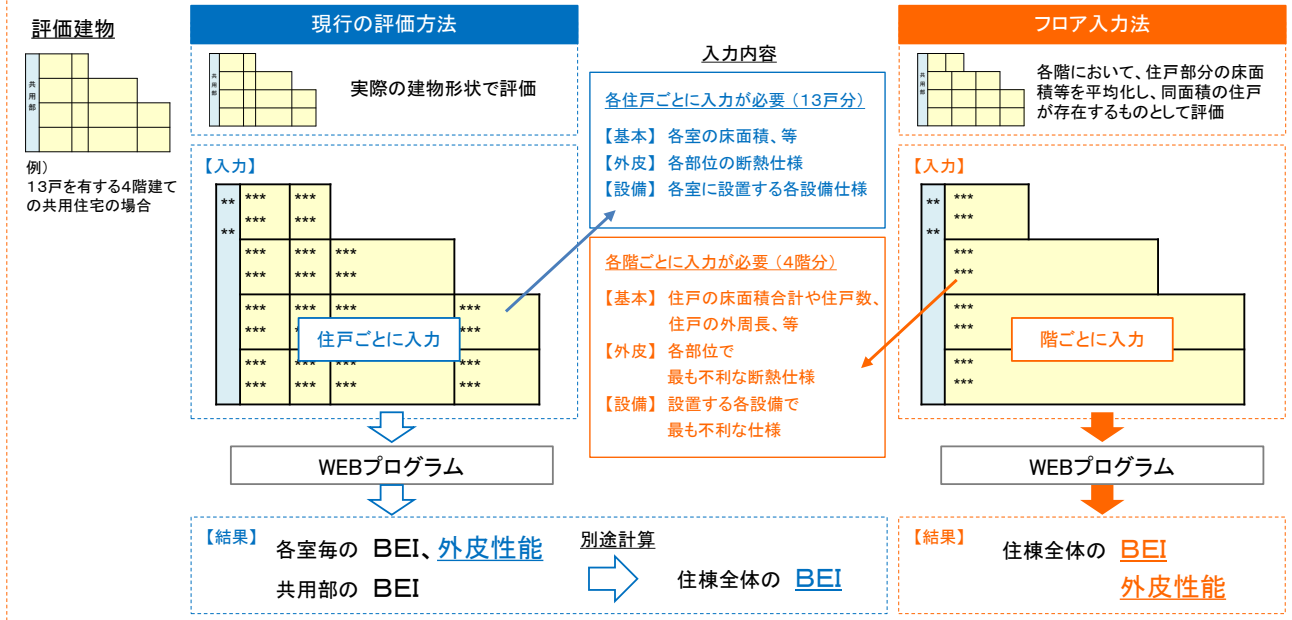 評価建物
共用部
例）
１３戸を有する４階建て
の共用住宅の場合
現行の評価方法
共用部
実際の建物形状で評価
【入力】
** *** ***
*** ***
**
*** *** ***
*** *** ***
*** *** *** ***
*** *** ***
住戸ごとに入力
*** *** *** ***
*** *** *** ***
WEBプログラム
【結果】
各室毎の BEI、外皮性能
共用部の BEI
別途計算
住棟全体の BEI
入力内容
各住戸ごとに入力が必要（１３戸分）
【基本】 各室の床面積、等
【外皮】 各部位の断熱仕様
【設備】 各室に設置する各設備仕様
各階ごとに入力が必要（４階分）
【基本】 住戸の床面積合計や住戸数、
住戸の外周長、等
【外皮】 各部位で
最も不利な断熱仕様
【設備】 設置する各設備で
最も不利な仕様
フロア入力法
共用部
各階において、住戸部分の床面
積等を平均化し、同面積の住戸
が存在するものとして評価
【入力】
** ***
***
**
***
***
***
***
階ごとに入力
***
***
WEBプログラム
【結果】
住棟全体の BEI
外皮性能